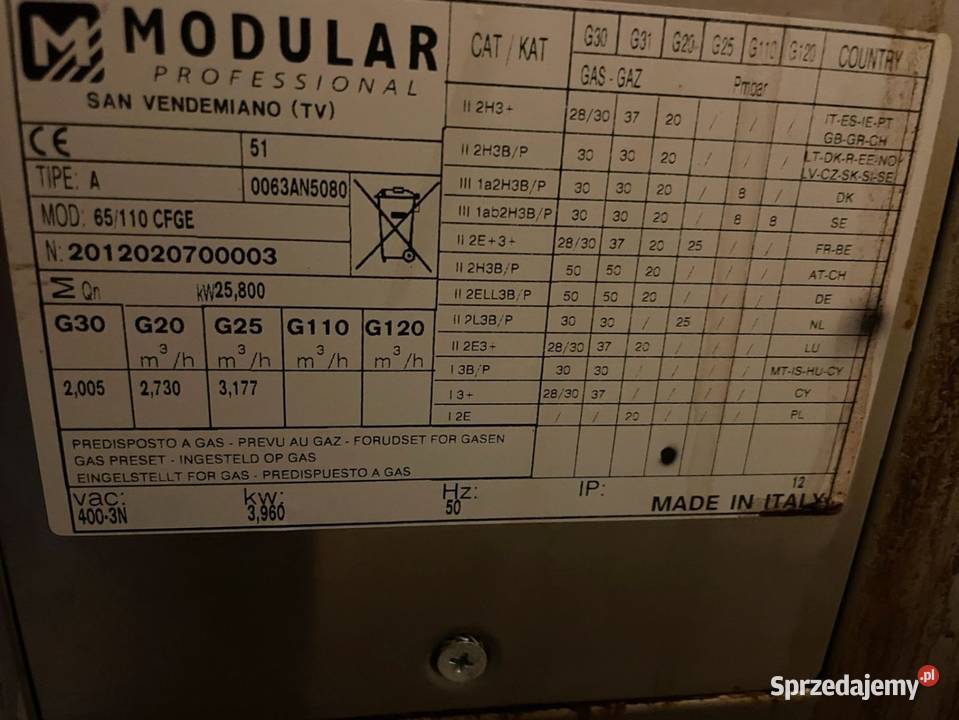 MODULAR
PROFESSIONAL
SAN VENDEMIANO (TV)
CE 51
TIPE: A 0063AN5080
MOD: 65/110 CFGE
N: 2012020700003
Σ Qn kW25,800
G30 G20 G25 G110 G120
m³/h m³/h m³/h m³/h
2,005 2,730 3,177
CAT / KAT G30 G31 G20 G25 G110 G120 COUNTRY
GAS - GAZ Pmbar
II 2H3+ 28/30 37 20 / / / IT-ES-IE-PT
GB-GR-CH
II 2H3B/P 30 30 20 / / / LT-DK-R-EE-NO
LV-CZ-SK-SI-SE
III 1a2H3B/P 30 30 20 / 8 / DK
III 1ab2H3B/P 30 30 20 / 8 8 SE
II 2E+3+ 28/30 37 20 25 / / FR-BE
II 2H3B/P 50 50 20 / / / AT-CH
II 2ELL3B/P 50 50 20 / / / DE
II 2L3B/P 30 30 / 25 / / NL
II 2E3+ 28/30 37 20 / / / LU
I 3B/P 30 30 / / / / MT-IS-HU-CY
I 3+ 28/30 37 / / / / CY
I 2E / / 20 / / / PL
PREDISPOSTO A GAS - PREVU AU GAZ - FORUDSET FOR GASEN
GAS PRESET - INGESTELD OP GAS
EINGELSTELLT FOR GAS - PREDISPUESTO A GAS
vac: kw: Hz: IP: 12
400-3N 3,960 50 MADE IN ITALY
Sprzedajemy.pl